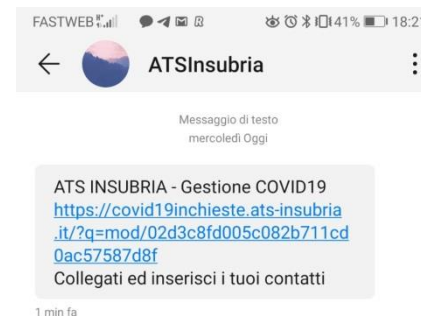 FASTWEB 41% 18:21
ATSInsubria
Messaggio di testo
mercoledì Oggi
ATS INSUBRIA - Gestione COVID19
https://covid19inchieste.ats-insubria
.it/?q=mod/02d3c8fd005c082b711cd
0ac57587d8f
Collegati ed inserisci i tuoi contatti
1 min fa